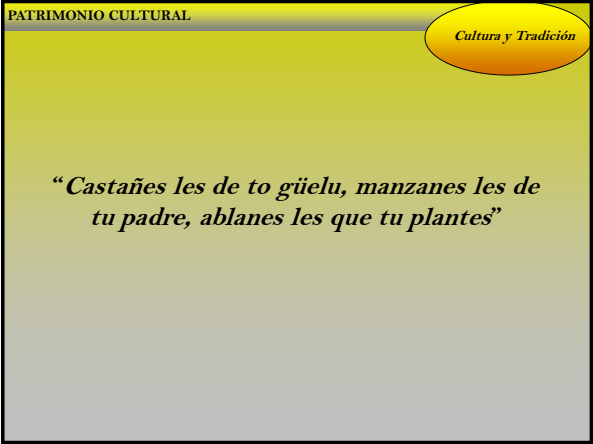 PATRIMONIO CULTURAL
Cultura y Tradición
“Castañes les de to güelu, manzanes les de
tu padre, ablanes les que tu plantes”